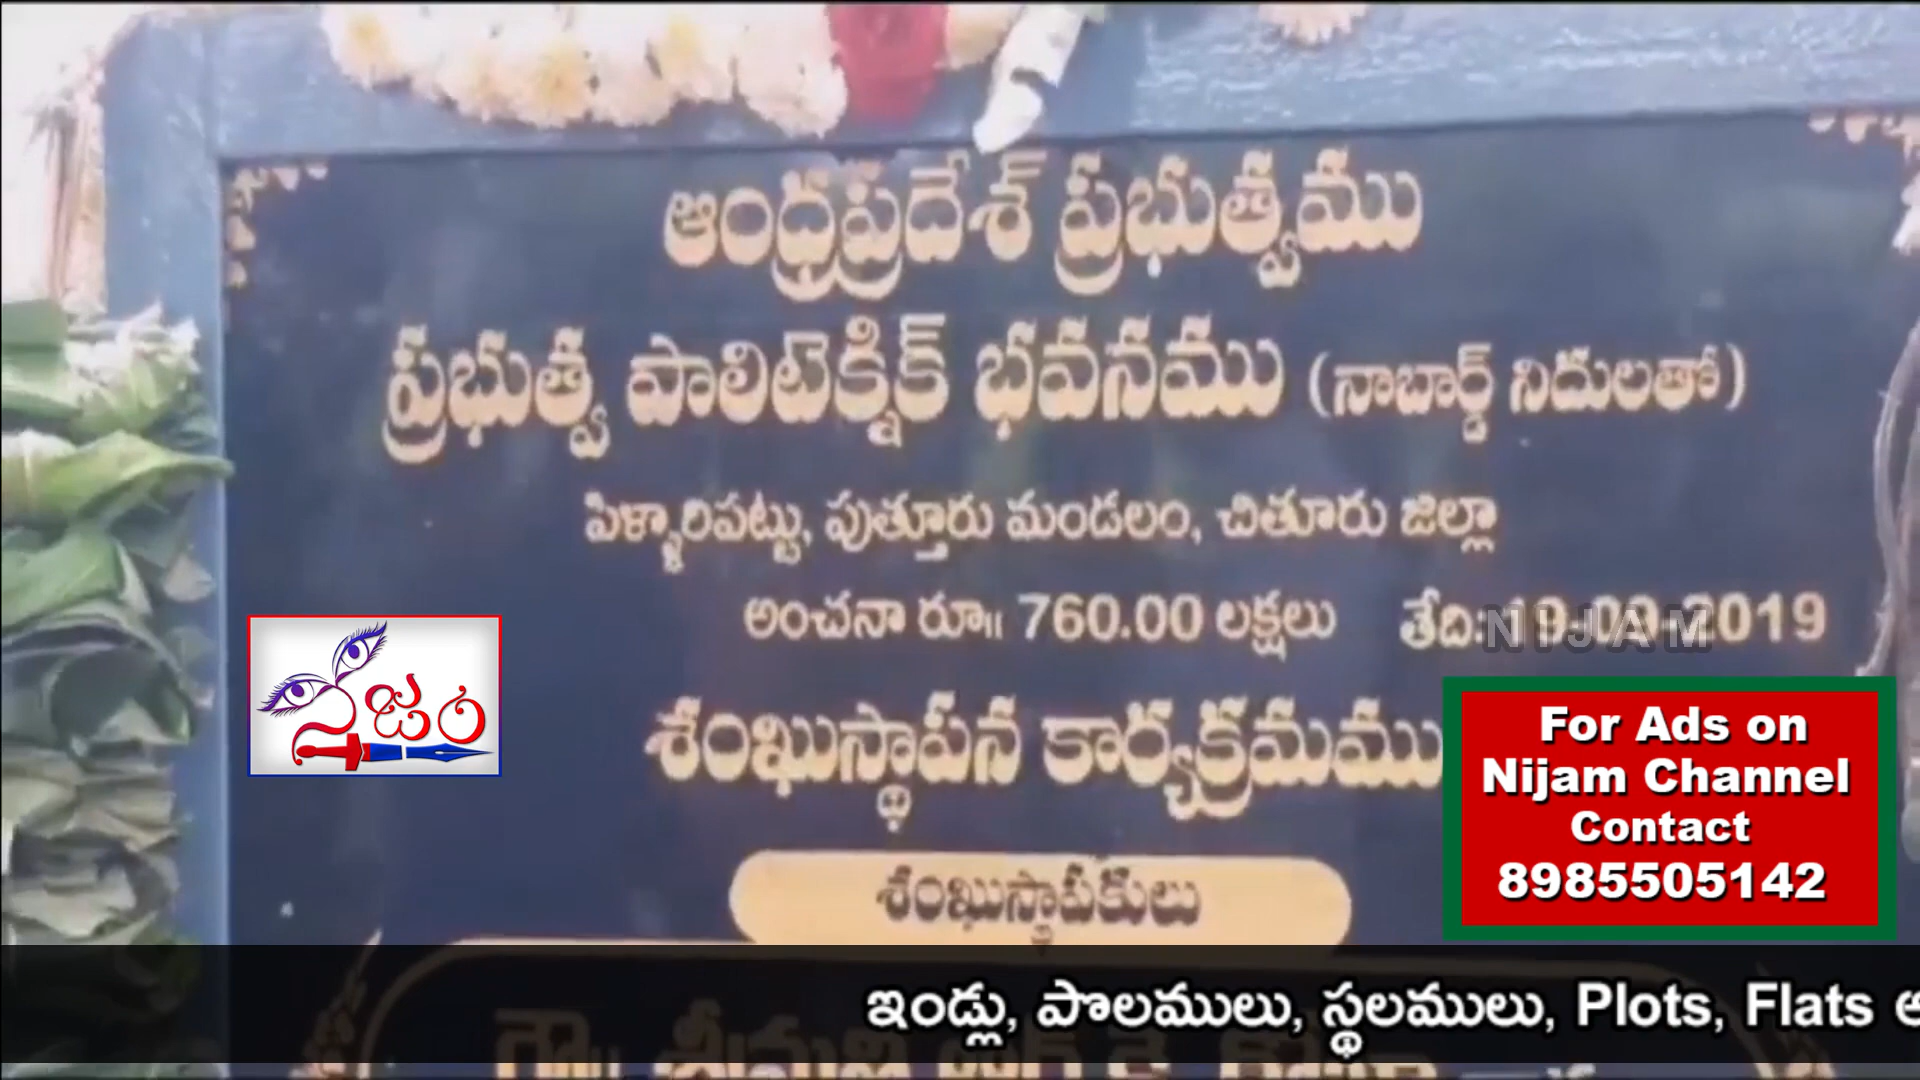 ఆంధ్రప్రదేశ్ ప్రభుత్వము
ప్రభుత్వ పాలిటెక్నిక్ భవనము (నాబార్డ్ నిదులతో)
పిళ్ళారిపట్టు, పుత్తూరు మండలం, చితూరు జిల్లా
అంచనా రూ॥ 760.00 లక్షలు తేది: 2019
NIJAM
శంఖుస్థాపన కార్యక్రమము
నిజం
For Ads on
Nijam Channel
Contact
8985505142
శంఖుస్థాపకులు
ఇండ్లు, పొలములు, స్థలములు, Plots, Flats